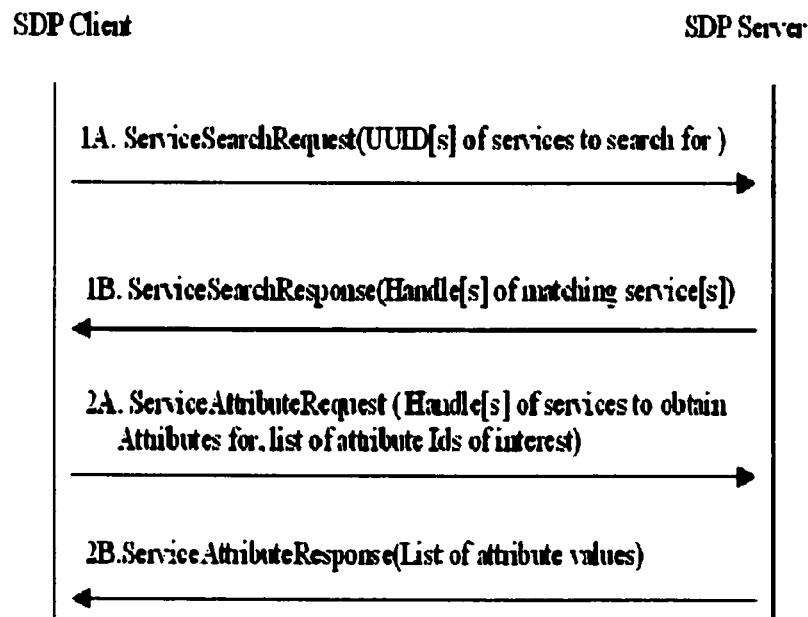 SDP Client SDP Server
1A. ServiceSearchRequest(UUID[s] of services to search for )
1B. ServiceSearchResponse(Handle[s] of matching service[s])
2A. ServiceAttributeRequest ( Handle[s] of services to obtain
Attributes for, list of attribute Ids of interest)
2B.ServiceAttributeResponse(List of attribute values)